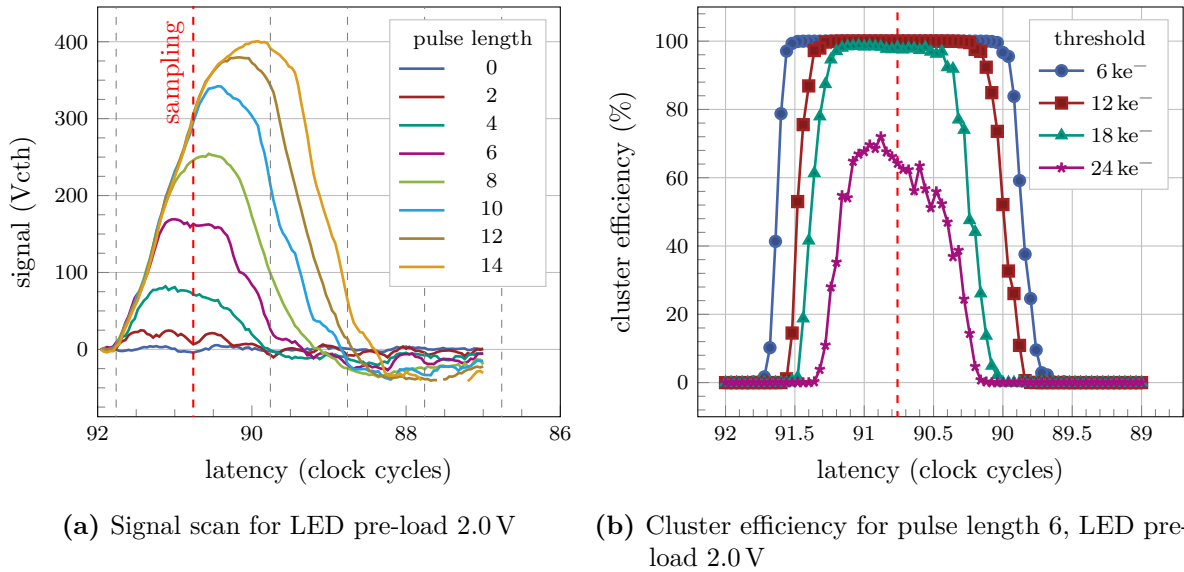 pulse length
0
2
4
6
8
10
12
14
sampling
400
300
200
100
0
signal (Vcth)
92
90
88
86
latency (clock cycles)
(a) Signal scan for LED pre-load 2.0 V
threshold
6 ke⁻
12 ke⁻
18 ke⁻
24 ke⁻
100
80
60
40
20
0
cluster efficiency (%)
92
91.5
91
90.5
90
89.5
89
latency (clock cycles)
(b) Cluster efficiency for pulse length 6, LED pre-
load 2.0 V